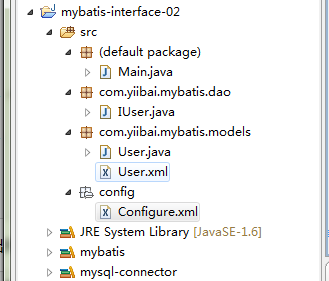 mybatis-interface-02
src
(default package)
Main.java
com.yiibai.mybatis.dao
IUser.java
com.yiibai.mybatis.models
User.java
User.xml
config
Configure.xml
JRE System Library [JavaSE-1.6]
mybatis
mysql-connector